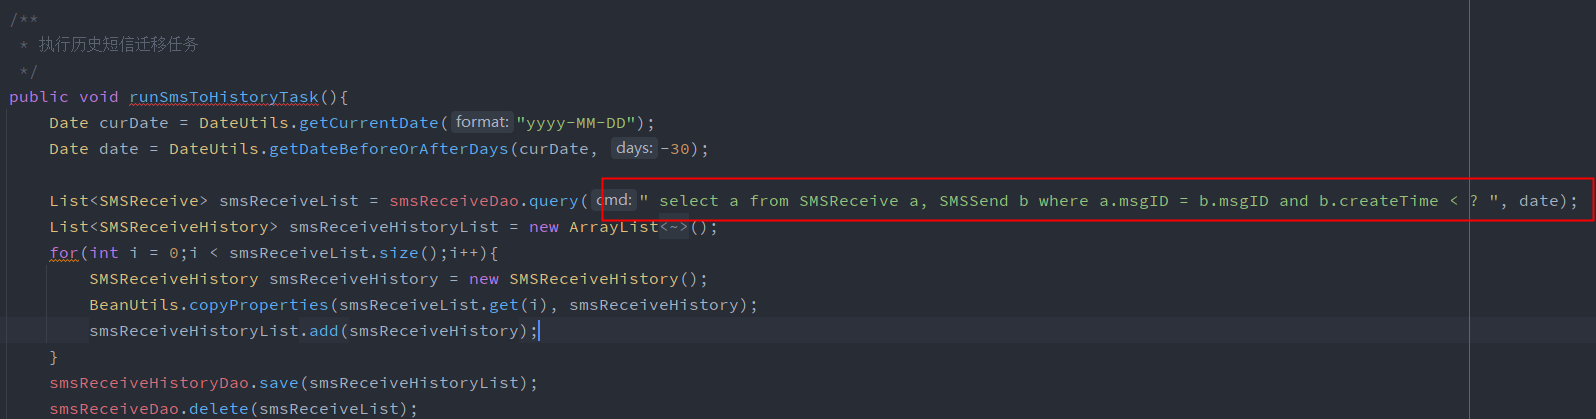 /**
* 执行历史短信迁移任务
*/
public void runSmsToHistoryTask(){
Date curDate = DateUtils.getCurrentDate( format: "yyyy-MM-DD");
Date date = DateUtils.getDateBeforeOrAfterDays(curDate, days: -30);
List<SMSReceive> smsReceiveList = smsReceiveDao.query( cmd: " select a from SMSReceive a, SMSSend b where a.msgID = b.msgID and b.createTime < ? ", date);
List<SMSReceiveHistory> smsReceiveHistoryList = new ArrayList<~>();
for(int i = 0;i < smsReceiveList.size();i++){
SMSReceiveHistory smsReceiveHistory = new SMSReceiveHistory();
BeanUtils.copyProperties(smsReceiveList.get(i), smsReceiveHistory);
smsReceiveHistoryList.add(smsReceiveHistory);
}
smsReceiveHistoryDao.save(smsReceiveHistoryList);
smsReceiveDao.delete(smsReceiveList);